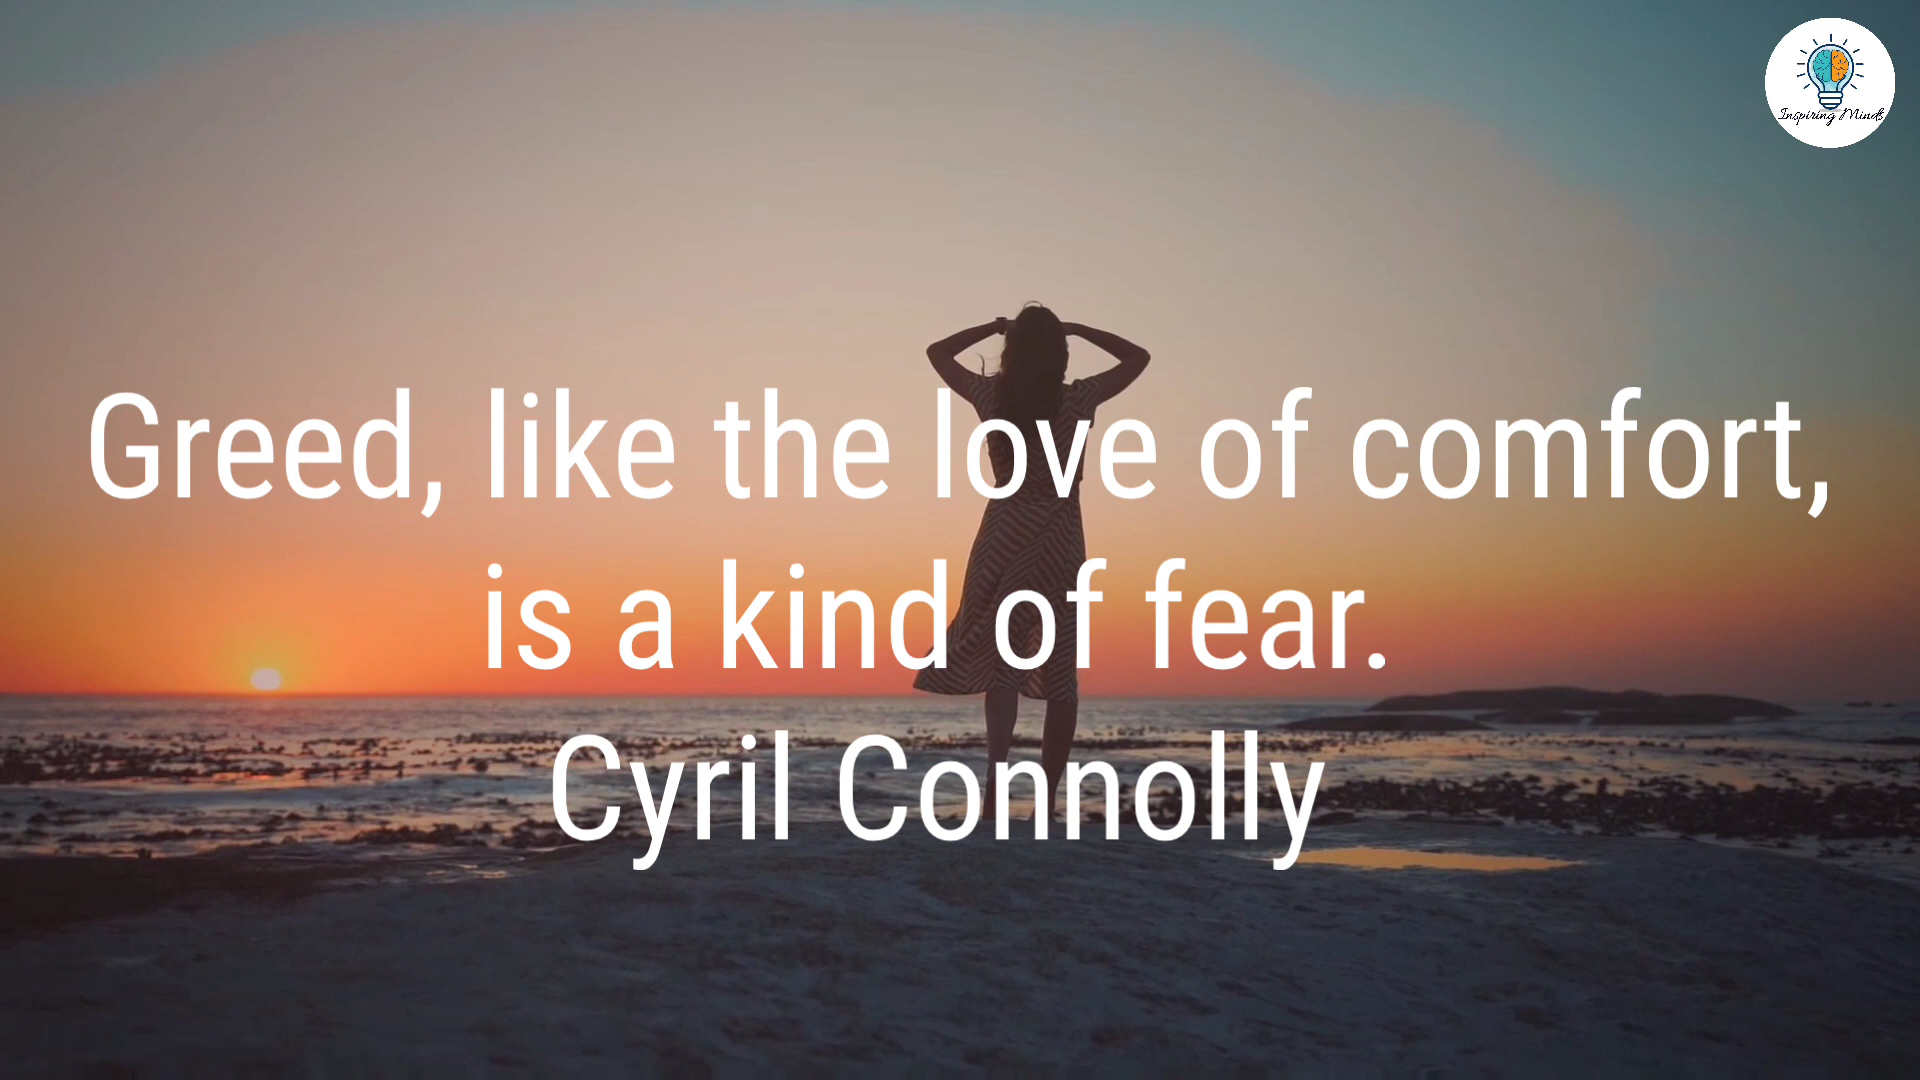 Inspiring Minds
Greed, like the love of comfort,
is a kind of fear.
Cyril Connolly